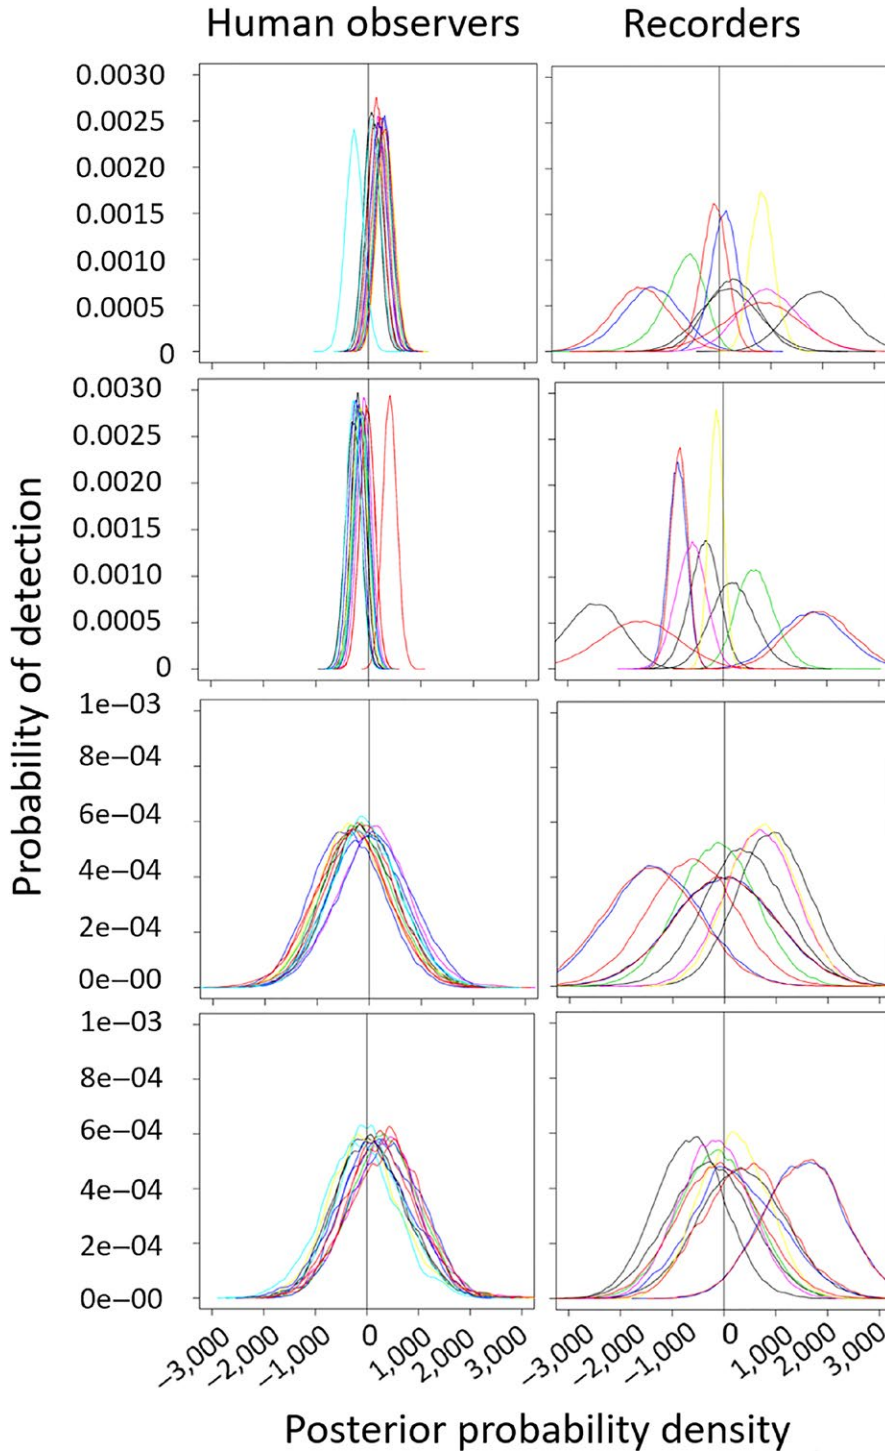 Human observers Recorders
0.0030
0.0025
0.0020
0.0015
0.0010
0.0005
0
0.0030
0.0025
0.0020
0.0015
0.0010
0.0005
0
Probability of detection
1e−03
8e−04
6e−04
4e−04
2e−04
0e−00
1e−03
8e−04
6e−04
4e−04
2e−04
0e−00
−3,000 −2,000 −1,000 0 1,000 2,000 3,000 −3,000 −2,000 −1,000 0 1,000 2,000 3,000
Posterior probability density